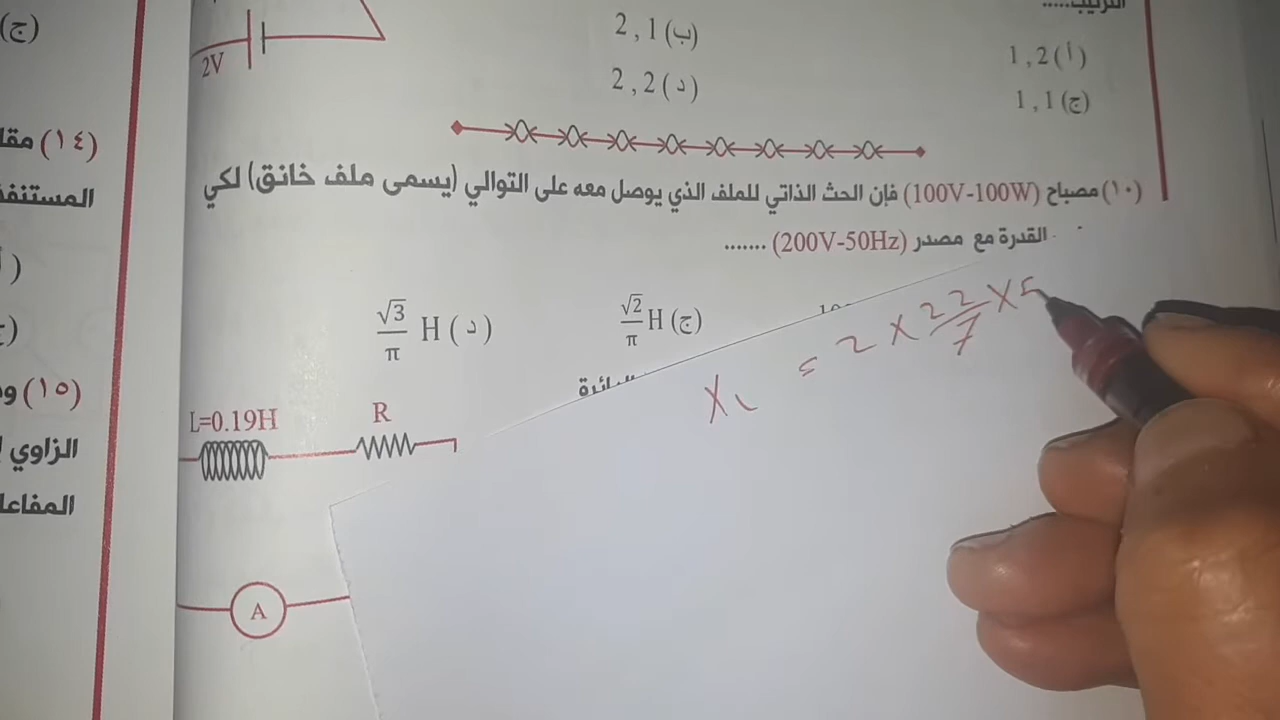 (أ) 1 , 2
(ب) 2 , 1
(ج) 1 , 1
(د) 2 , 2
2V
(١٠) مصباح (100V-100W) فإن الحث الذاتي للملف الذي يوصل معه على التوالي (يسمى ملف خانق) لكي
القدرة مع مصدر (200V-50Hz) .......
(ج) √2/π H
(د) √3/π H
L=0.19H
R
A
X_L = 2 × 22/7 × 5
(ج)
(١٤)
(١٥)
الزاوي